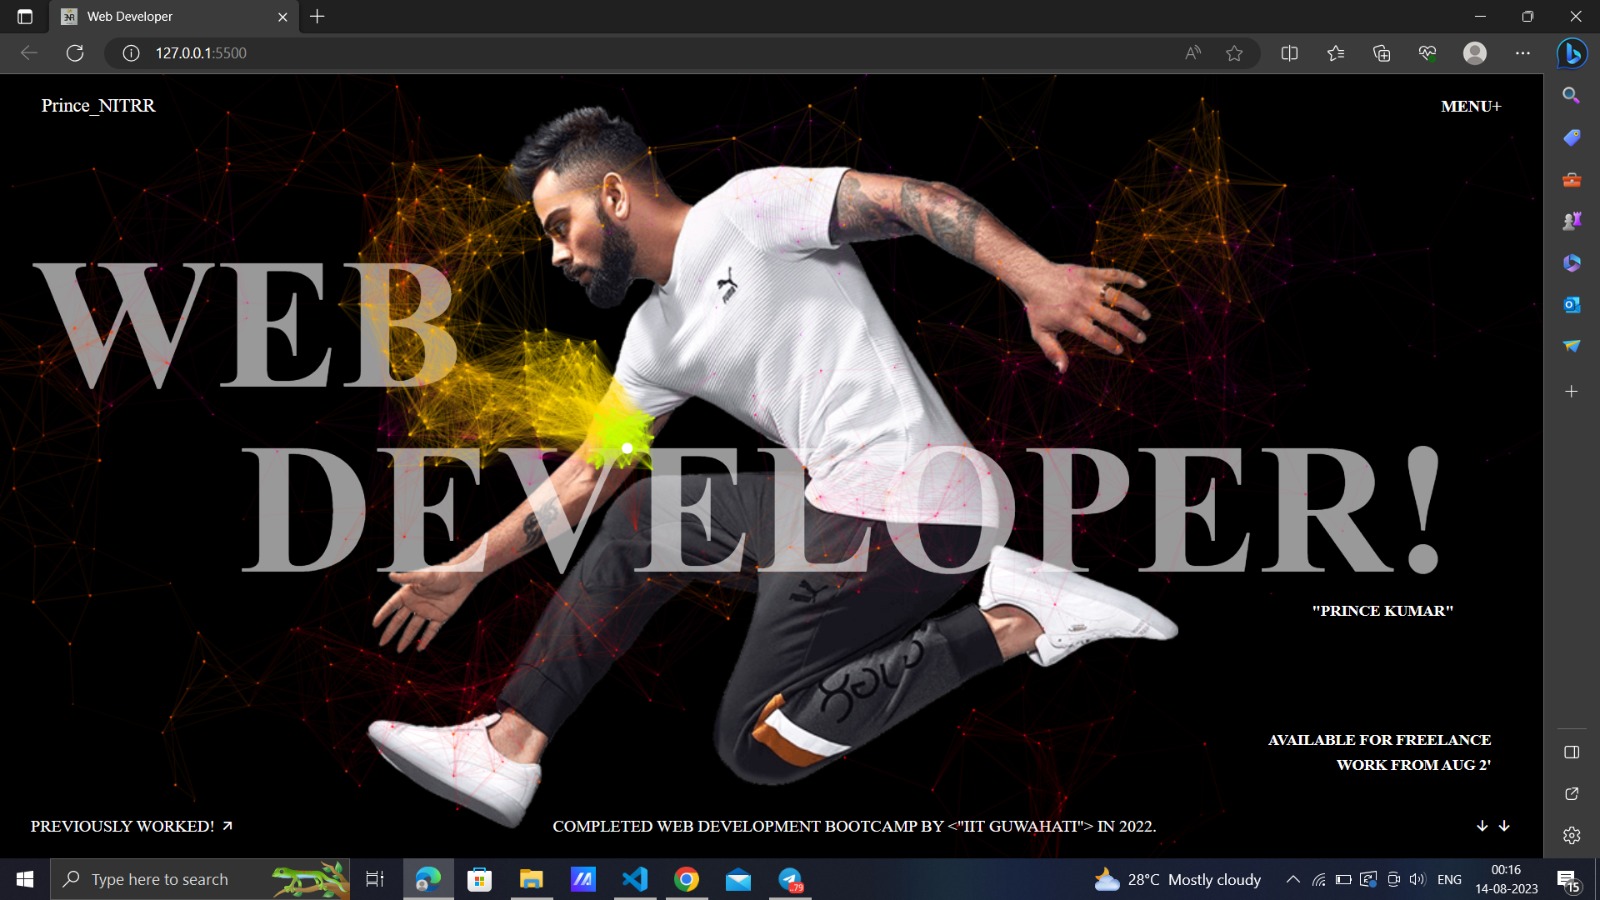 Web Developer
127.0.0.1:5500
Prince_NITRR
MENU+
PUMA
WEB
DEVELOPER!
"PRINCE KUMAR"
AVAILABLE FOR FREELANCE
WORK FROM AUG 2'
PREVIOUSLY WORKED!
COMPLETED WEB DEVELOPMENT BOOTCAMP BY <"IIT GUWAHATI"> IN 2022.
Type here to search
79
28°C Mostly cloudy
ENG
00:16
14-08-2023
15